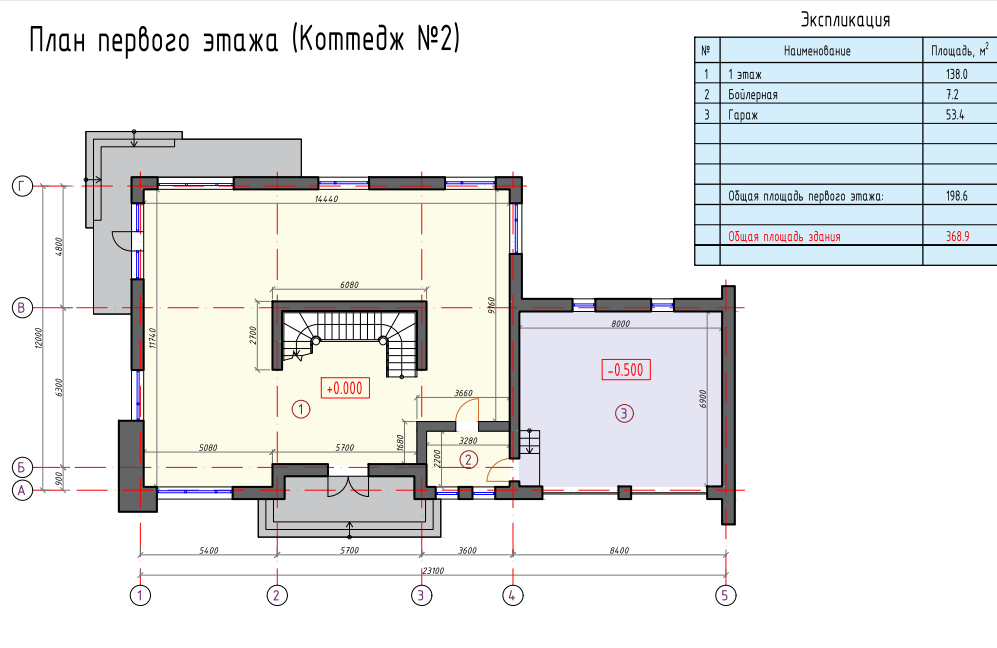 План первого этажа (Коттедж №2)
Экспликация
№ Наименование Площадь, м²
1 1 этаж 138.0
2 Бойлерная 7.2
3 Гараж 53.4
Общая площадь первого этажа: 198.6
Общая площадь здания 368.9
Г
14440
4800
6080
В
12000
11740
2700
9760
8000
6300
+0.000
-0.500
3660
6900
1
3
1680
5080
5700
3280
2200
2
Б
900
А
5400
5700
3600
8400
23100
1
2
3
4
5